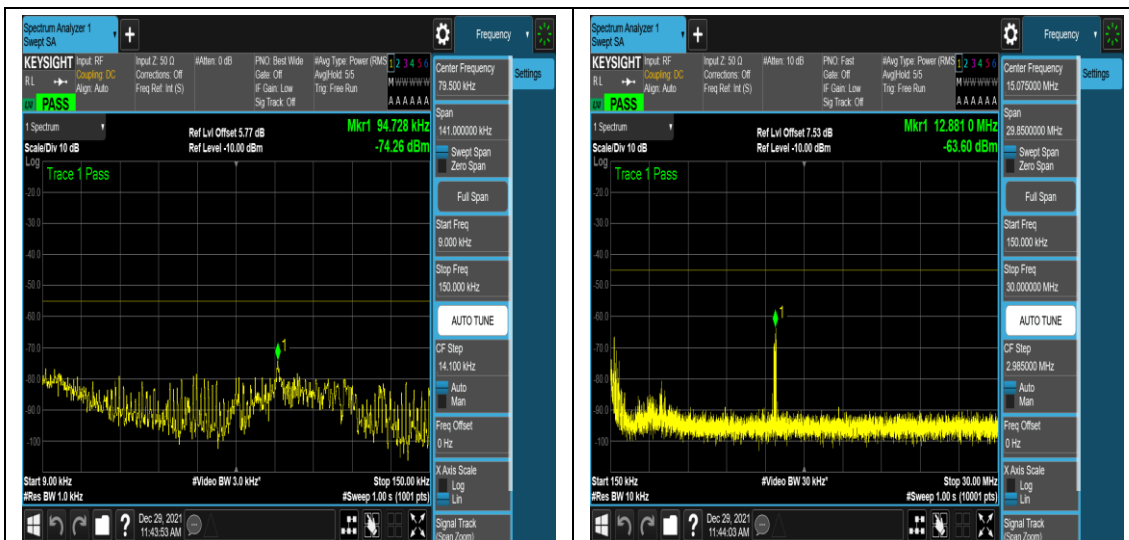 Spectrum Analyzer 1
Swept SA
+
Frequency
KEYSIGHT
RL
Input: RF
Coupling: DC
Align: Auto
Input Z: 50 Ω
Corrections: Off
Freq Ref: Int (S)
#Atten: 0 dB
PNO: Best Wide
Gate: Off
IF Gain: Low
Sig Track: Off
#Avg Type: Power (RMS
Avg|Hold: 5/5
Trig: Free Run
1 2 3 4 5 6
M W W W W W
A A A A A A
PASS
1 Spectrum
Scale/Div 10 dB
Ref Lvl Offset 5.77 dB
Ref Level -10.00 dBm
Mkr1 94.728 kHz
-74.26 dBm
Log
Trace 1 Pass
-20.0
-30.0
-40.0
-50.0
-60.0
-70.0
-80.0
-90.0
-100
1
Start 9.00 kHz
#Res BW 1.0 kHz
#Video BW 3.0 kHz*
Stop 150.00 kHz
#Sweep 1.00 s (1001 pts)
Dec 29, 2021
11:43:53 AM
Center Frequency
79.500 kHz
Span
141.000000 kHz
Swept Span
Zero Span
Full Span
Start Freq
9.000 kHz
Stop Freq
150.000 kHz
AUTO TUNE
CF Step
14.100 kHz
Auto
Man
Freq Offset
0 Hz
X Axis Scale
Log
Lin
Signal Track
(Span Zoom)
Settings
Spectrum Analyzer 1
Swept SA
+
Frequency
KEYSIGHT
RL
Input: RF
Coupling: DC
Align: Auto
Input Z: 50 Ω
Corrections: Off
Freq Ref: Int (S)
#Atten: 10 dB
PNO: Fast
Gate: Off
IF Gain: Low
Sig Track: Off
#Avg Type: Power (RMS
Avg|Hold: 5/5
Trig: Free Run
1 2 3 4 5 6
M W W W W W
A A A A A A
PASS
1 Spectrum
Scale/Div 10 dB
Ref Lvl Offset 7.53 dB
Ref Level -10.00 dBm
Mkr1 12.881 0 MHz
-63.60 dBm
Log
Trace 1 Pass
-20.0
-30.0
-40.0
-50.0
-60.0
-70.0
-80.0
-90.0
-100
1
Start 150 kHz
#Res BW 10 kHz
#Video BW 30 kHz*
Stop 30.00 MHz
#Sweep 1.00 s (10001 pts)
Dec 29, 2021
11:44:03 AM
Center Frequency
15.075000 MHz
Span
29.8500000 MHz
Swept Span
Zero Span
Full Span
Start Freq
150.000 kHz
Stop Freq
30.000000 MHz
AUTO TUNE
CF Step
2.985000 MHz
Auto
Man
Freq Offset
0 Hz
X Axis Scale
Log
Lin
Signal Track
(Span Zoom)
Settings